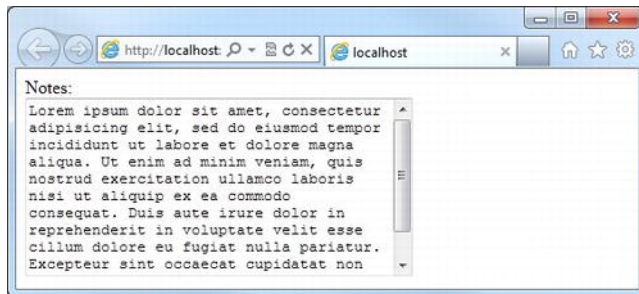 http://localhost:
localhost
Notes:
Lorem ipsum dolor sit amet, consectetur
adipisicing elit, sed do eiusmod tempor
incididunt ut labore et dolore magna
aliqua. Ut enim ad minim veniam, quis
nostrud exercitation ullamco laboris
nisi ut aliquip ex ea commodo
consequat. Duis aute irure dolor in
reprehenderit in voluptate velit esse
cillum dolore eu fugiat nulla pariatur.
Excepteur sint occaecat cupidatat non